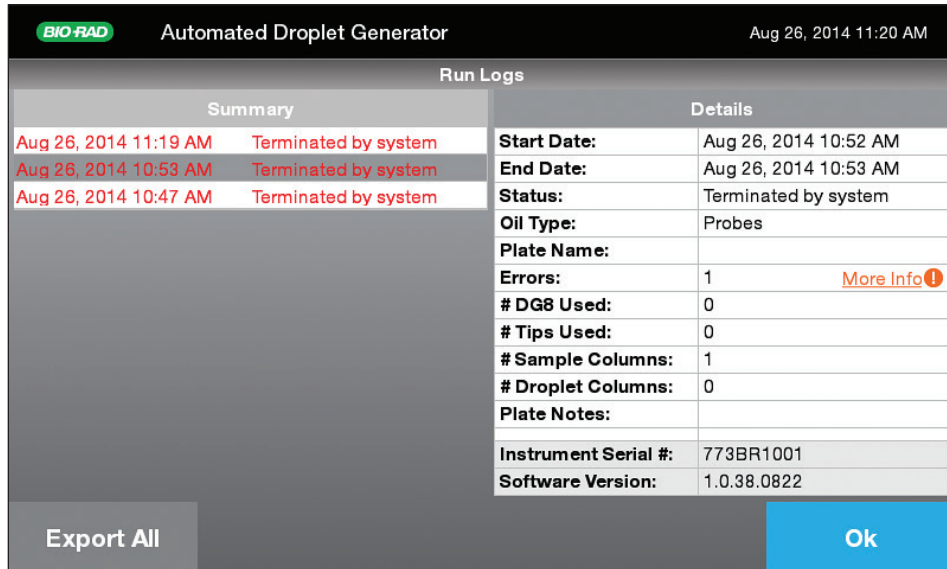 BIO-RAD Automated Droplet Generator Aug 26, 2014 11:20 AM
Run Logs
Summary Details
Aug 26, 2014 11:19 AM Terminated by system
Aug 26, 2014 10:53 AM Terminated by system
Aug 26, 2014 10:47 AM Terminated by system
Start Date: Aug 26, 2014 10:52 AM
End Date: Aug 26, 2014 10:53 AM
Status: Terminated by system
Oil Type: Probes
Plate Name:
Errors: 1 More Info !
# DG8 Used: 0
# Tips Used: 0
# Sample Columns: 1
# Droplet Columns: 0
Plate Notes:
Instrument Serial #: 773BR1001
Software Version: 1.0.38.0822
Export All Ok